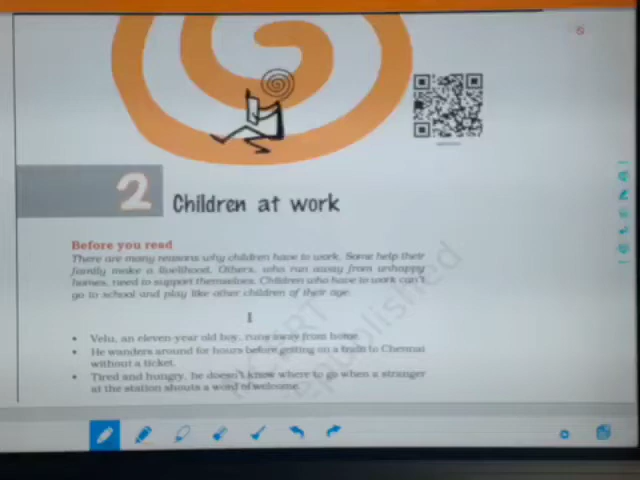 2
Children at work
Before you read
There are many reasons why children have to work. Some help their
family make a livelihood. Others, who run away from unhappy
homes, need to support themselves. Children who have to work can't
go to school and play like other children of their age.
I
• Velu, an eleven-year old boy, runs away from home.
• He wanders around for hours before getting on a train to Chennai
without a ticket.
• Tired and hungry, he doesn't know where to go when a stranger
at the station shouts a word of welcome.